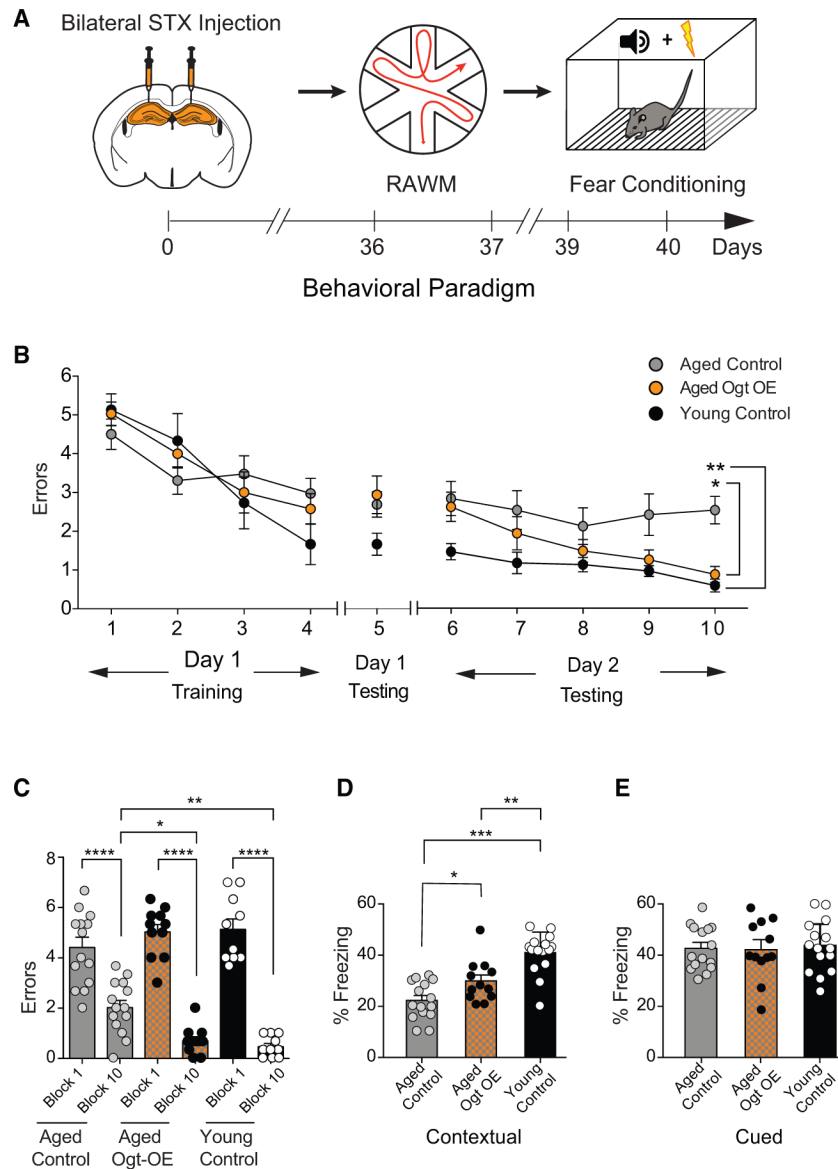 A
Bilateral STX Injection
+
RAWM
Fear Conditioning
0
36
37
39
40
Days
Behavioral Paradigm
B
Aged Control
Aged Ogt OE
Young Control
6
5
4
3
2
1
0
Errors
**
*
1
2
3
4
5
6
7
8
9
10
Day 1
Training
Day 1
Testing
Day 2
Testing
C
**
*
****
****
****
8
6
4
2
0
Errors
Block 1
Block 10
Block 1
Block 10
Block 1
Block 10
Aged
Control
Aged
Ogt-OE
Young
Control
D
**
***
*
60
40
20
0
% Freezing
Aged
Control
Aged
Ogt OE
Young
Control
Contextual
E
60
40
20
0
% Freezing
Aged
Control
Aged
Ogt OE
Young
Control
Cued